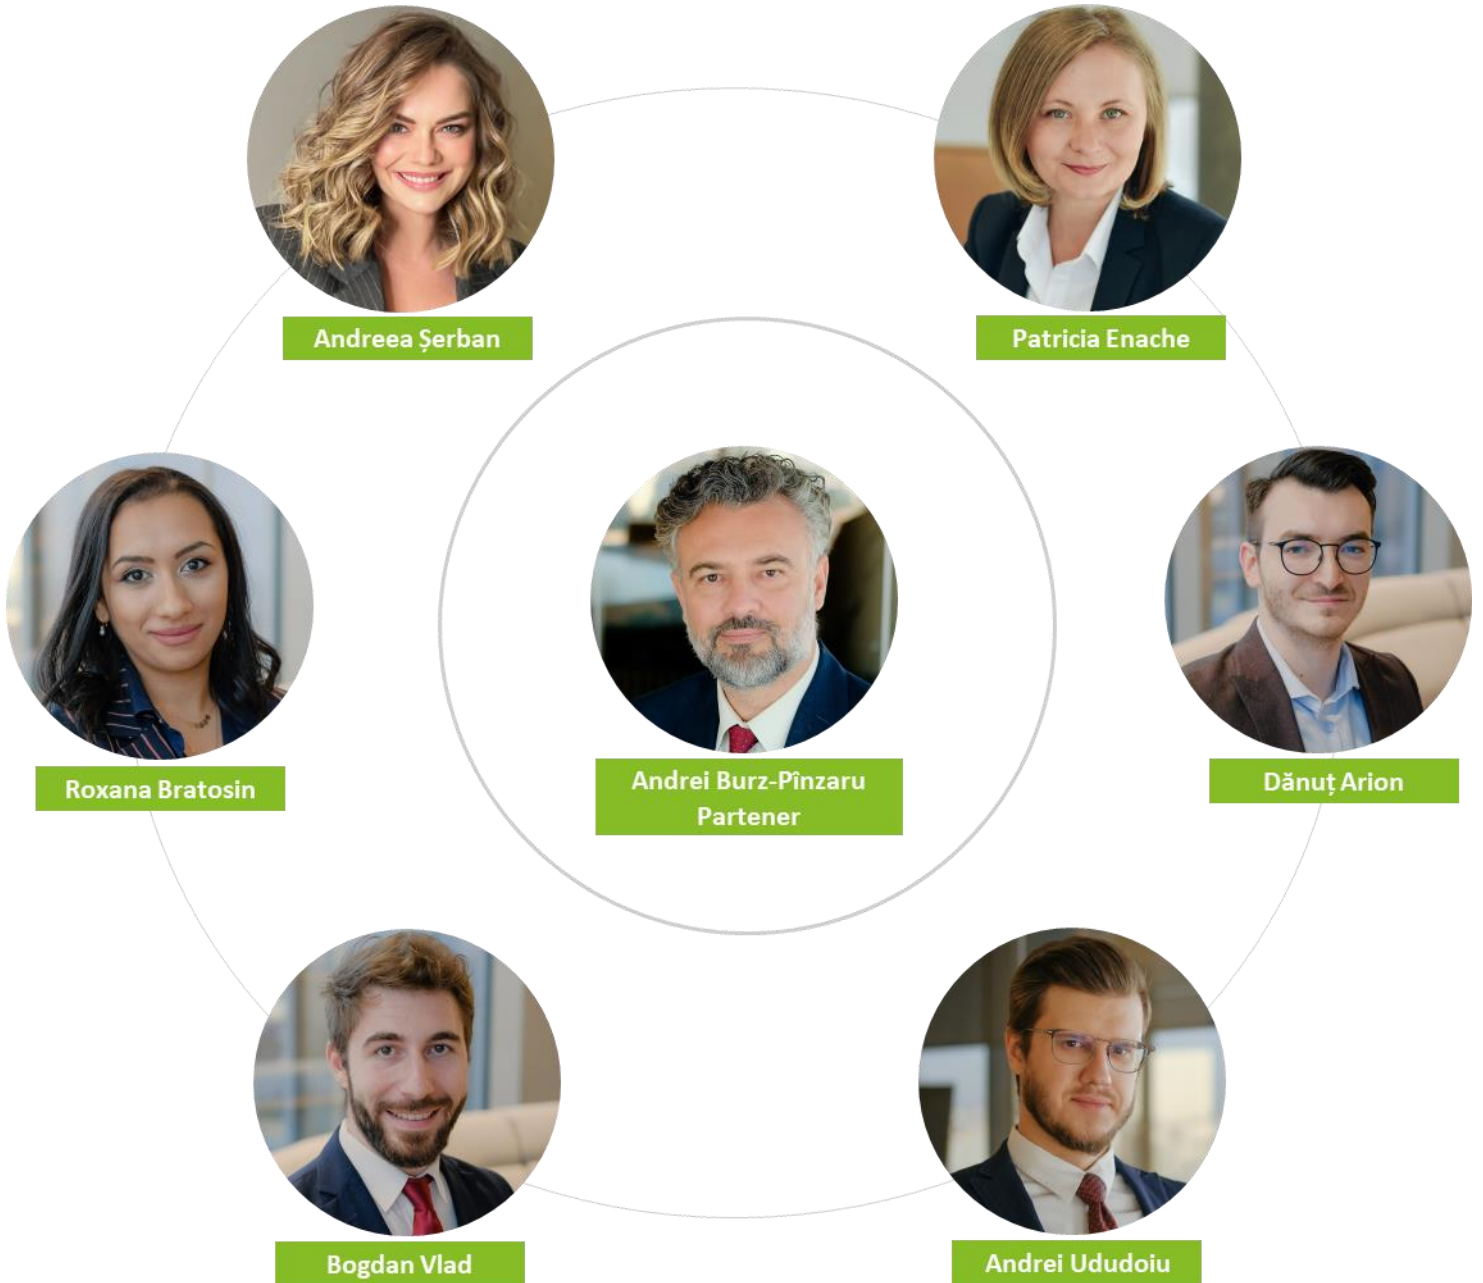 Andreea Șerban
Patricia Enache
Roxana Bratosin
Andrei Burz-Pînzaru
Partener
Dănuț Arion
Bogdan Vlad
Andrei Ududoiu